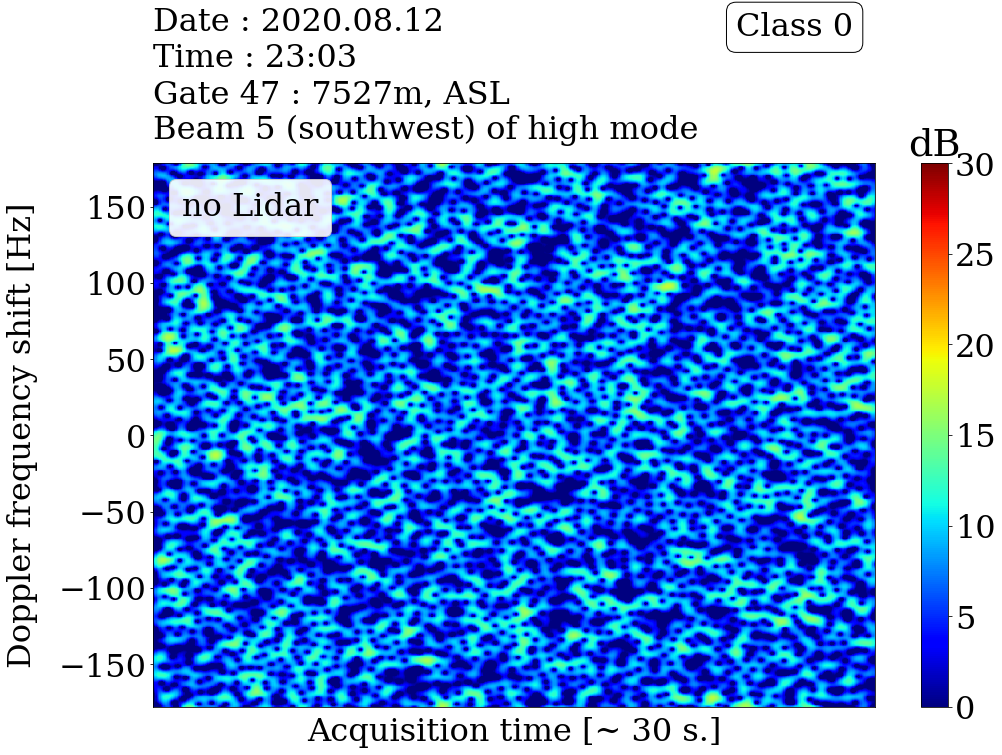 Date : 2020.08.12
Time : 23:03
Gate 47 : 7527m, ASL
Beam 5 (southwest) of high mode
Class 0
dB
no Lidar
Doppler frequency shift [Hz]
150
100
50
0
−50
−100
−150
30
25
20
15
10
5
0
Acquisition time [~ 30 s.]